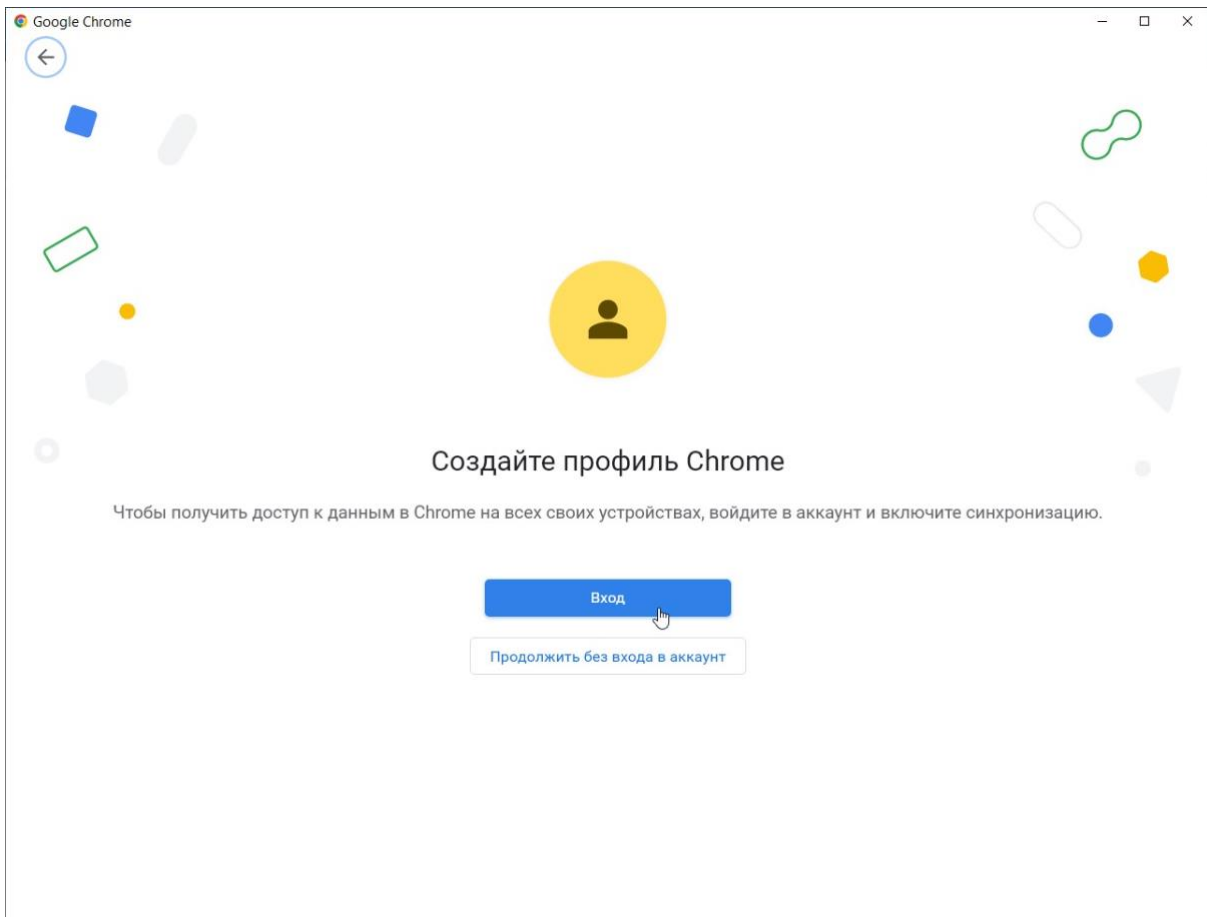 Google Chrome
Создайте профиль Chrome
Чтобы получить доступ к данным в Chrome на всех своих устройствах, войдите в аккаунт и включите синхронизацию.
Вход
Продолжить без входа в аккаунт